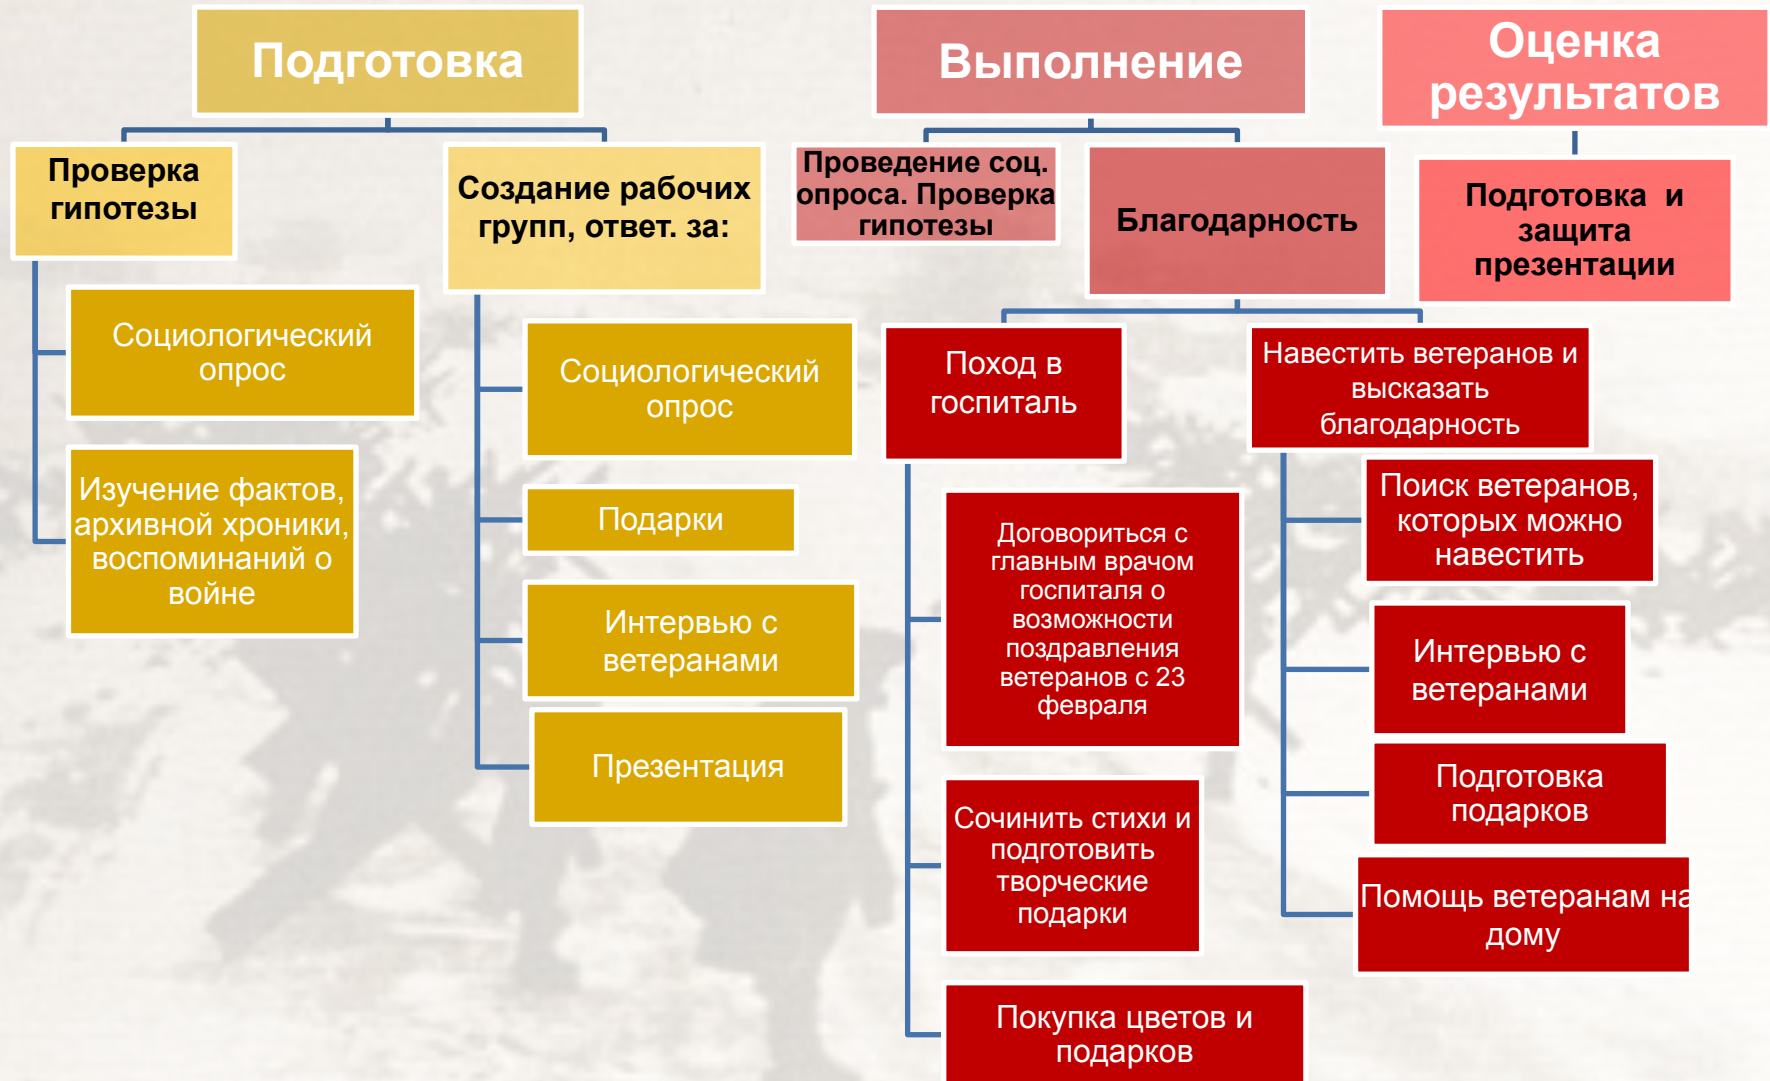 Подготовка
Проверка
гипотезы
Социологический
опрос
Изучение фактов,
архивной хроники,
воспоминаний о
войне
Создание рабочих
групп, ответ. за:
Социологический
опрос
Подарки
Интервью с
ветеранами
Презентация
Выполнение
Проведение соц.
опроса. Проверка
гипотезы
Благодарность
Поход в
госпиталь
Договориться с
главным врачом
госпиталя о
возможности
поздравления
ветеранов с 23
февраля
Сочинить стихи и
подготовить
творческие
подарки
Покупка цветов и
подарков
Навестить ветеранов и
высказать
благодарность
Поиск ветеранов,
которых можно
навестить
Интервью с
ветеранами
Подготовка
подарков
Помощь ветеранам на
дому
Оценка
результатов
Подготовка и
защита
презентации